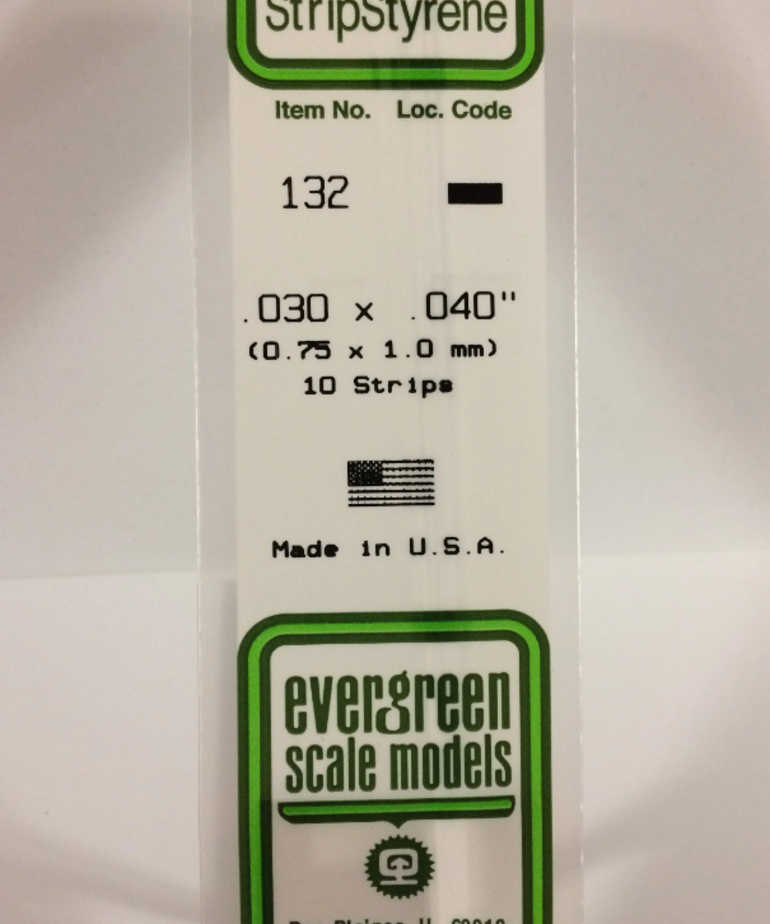 StripStyrene
Item No. Loc. Code
132
.030 x .040"
(0.75 x 1.0 mm)
10 Strips
Made in U.S.A.
evergreen
scale models